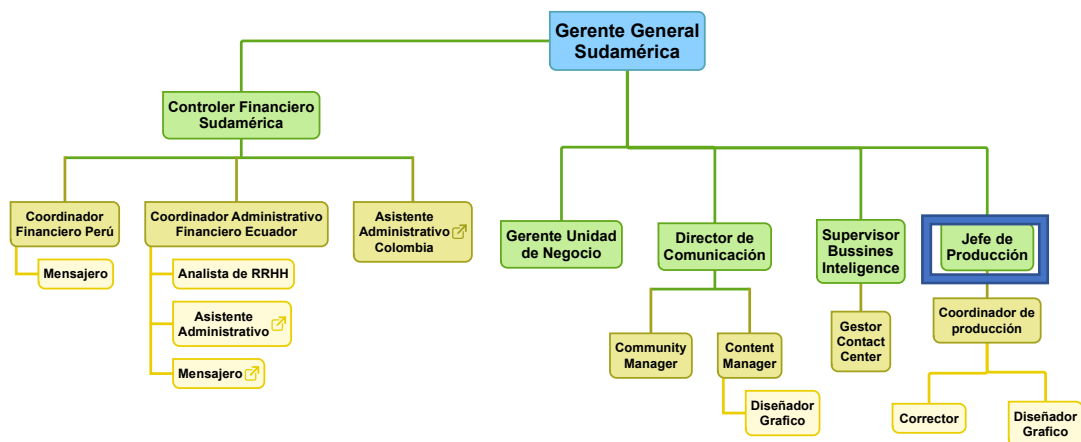 Gerente General
Sudamérica
Controler Financiero
Sudamérica
Coordinador
Financiero Perú
Mensajero
Coordinador Administrativo
Financiero Ecuador
Analista de RRHH
Asistente
Administrativo
Mensajero
Asistente
Administrativo
Colombia
Gerente Unidad
de Negocio
Director de
Comunicación
Community
Manager
Content
Manager
Diseñador
Grafico
Supervisor
Bussines
Inteligence
Gestor
Contact
Center
Jefe de
Producción
Coordinador de
producción
Corrector
Diseñador
Grafico